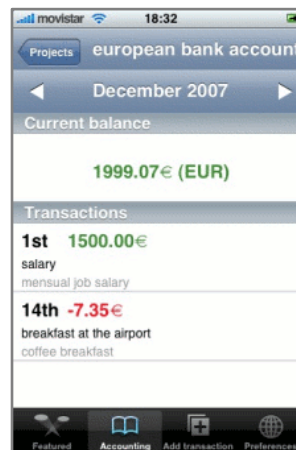 movistar 18:32
Projects european bank accoun
December 2007
Current balance
1999.07€ (EUR)
Transactions
1st 1500.00€
salary
mensual job salary
14th -7.35€
breakfast at the airport
coffee breakfast
Featured Accounting Add transaction Preferences